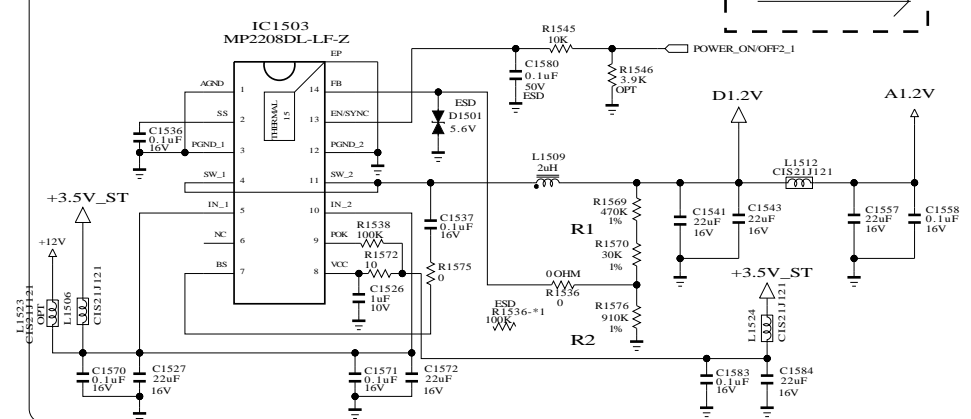 IC1503
MP2208DL-LF-Z
EP
AGND
1
14
FB
SS
2
13
EN/SYNC
PGND_1
3
12
PGND_2
SW_1
4
11
SW_2
IN_1
5
10
IN_2
NC
6
9
POK
BS
7
8
VCC
THERMAL
15
C1536
0.1uF
16V
+3.5V_ST
+12V
L1523
CIS21J121
OPT
L1506
CIS21J121
C1570
0.1uF
16V
C1527
22uF
16V
C1571
0.1uF
16V
C1572
22uF
16V
R1538
100K
R1572
10
C1526
1uF
10V
C1537
0.1uF
16V
R1575
0
ESD
D1501
5.6V
C1580
0.1uF
50V
ESD
R1545
10K
R1546
3.9K
OPT
POWER_ON/OFF2_1
L1509
2uH
R1569
470K
1%
R1
R1570
30K
1%
0OHM
R1536
0
ESD
R1536-*1
100K
R1576
910K
1%
R2
D1.2V
A1.2V
L1512
CIS21J121
C1541
22uF
16V
C1543
22uF
16V
C1557
22uF
16V
C1558
0.1uF
16V
+3.5V_ST
L1524
CIS21J121
C1583
0.1uF
16V
C1584
22uF
16V